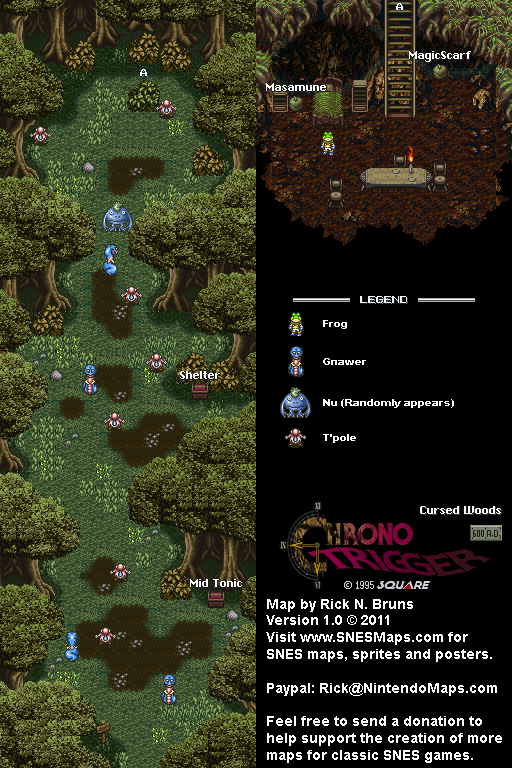 A
Shelter
Mid Tonic
A
MagicScarf
Masamune
LEGEND
Frog
Gnawer
Nu (Randomly appears)
T'pole
Cursed Woods
600 A.D.
CHRONO
TRIGGER
© 1995 SQUARE
Map by Rick N. Bruns
Version 1.0 © 2011
Visit www.SNESMaps.com for
SNES maps, sprites and posters.
Paypal: Rick@NintendoMaps.com
Feel free to send a donation to
help support the creation of more
maps for classic SNES games.